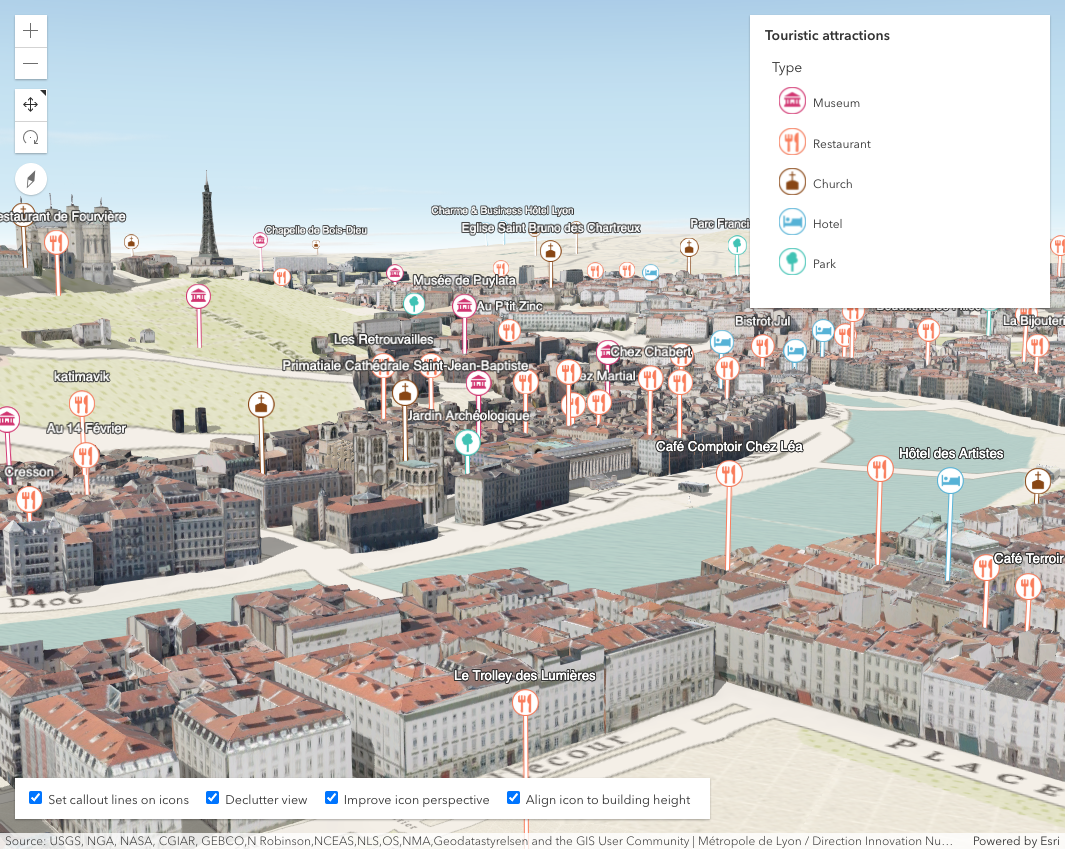 Touristic attractions
Type
Museum
Restaurant
Church
Hotel
Park
Charme & Business Hôtel Lyon
estaurant de Fourvière
Eglise Saint Bruno des Chartreux
Parc Franci
Chapelle de Bois-Dieu
Musée de Puylata
Au P'tit Zinc
Bistrot Jul
La Bijouteri
Les Retrouvailles
Chez Chabert
Primatiale Cathédrale Saint-Jean-Baptiste
ez Martial
katimavik
Jardin Archéologique
Au 14 Février
Café Comptoir Chez Léa
Hôtel des Artistes
Cresson
QUAI ROM
Café Terroir
D406
Le Trolley des Lumières
lecour
PLACE
Set callout lines on icons
Declutter view
Improve icon perspective
Align icon to building height
Source: USGS, NGA, NASA, CGIAR, GEBCO,N Robinson,NCEAS,NLS,OS,NMA,Geodatastyrelsen and the GIS User Community | Métropole de Lyon / Direction Innovation Nu…
Powered by Esri